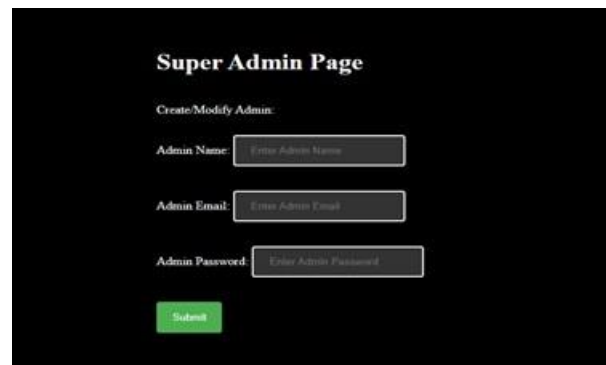 Super Admin Page
Create/Modify Admin:
Admin Name: Enter Admin Name
Admin Email: Enter Admin Email
Admin Password: Enter Admin Password
Submit